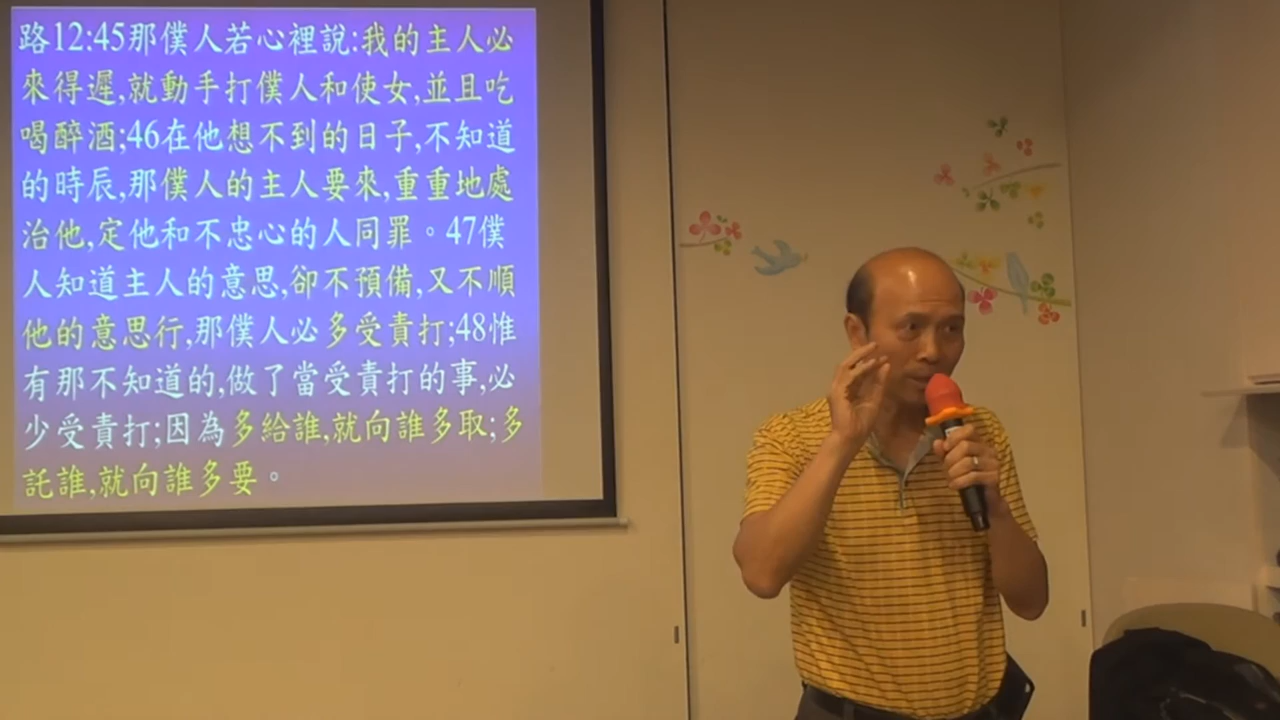 路12:45那僕人若心裡說:我的主人必
來得遲,就動手打僕人和使女,並且吃
喝醉酒;46在他想不到的日子,不知道
的時辰,那僕人的主人要來,重重地處
治他,定他和不忠心的人同罪。47僕
人知道主人的意思,卻不預備,又不順
他的意思行,那僕人必多受責打;48惟
有那不知道的,做了當受責打的事,必
少受責打;因為多給誰,就向誰多取;多
託誰,就向誰多要。